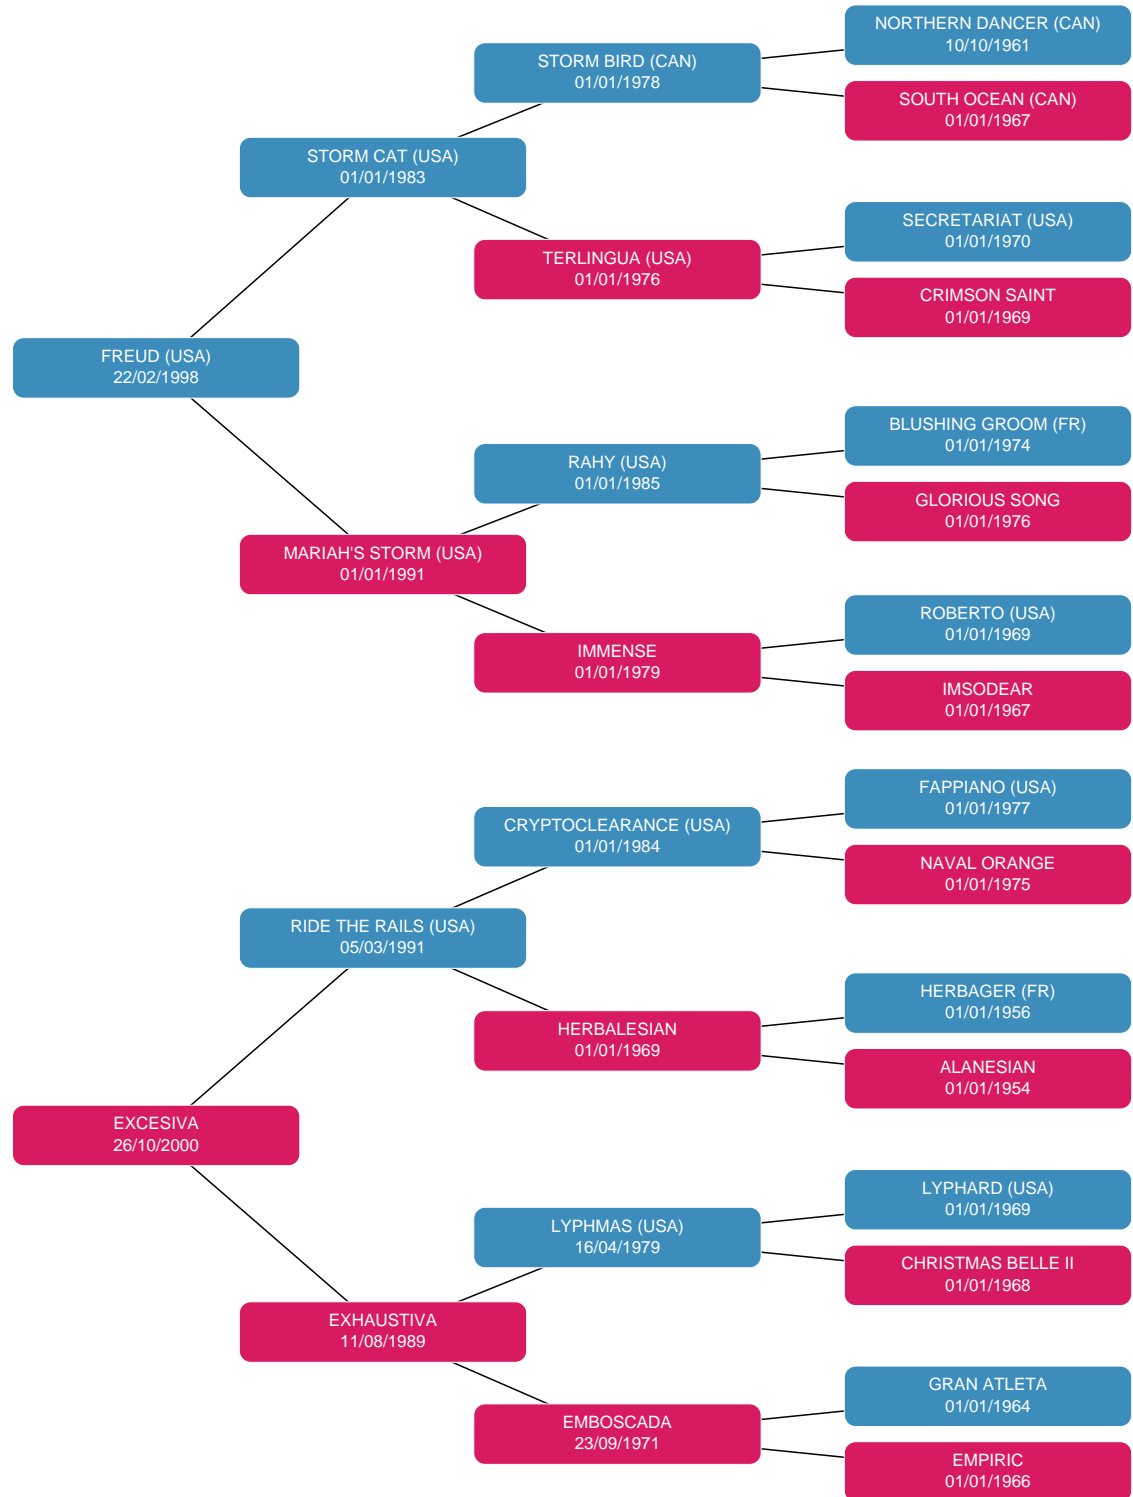 NORTHERN DANCER (CAN)
10/10/1961
STORM BIRD (CAN)
01/01/1978
SOUTH OCEAN (CAN)
01/01/1967
STORM CAT (USA)
01/01/1983
SECRETARIAT (USA)
01/01/1970
TERLINGUA (USA)
01/01/1976
CRIMSON SAINT
01/01/1969
FREUD (USA)
22/02/1998
BLUSHING GROOM (FR)
01/01/1974
RAHY (USA)
01/01/1985
GLORIOUS SONG
01/01/1976
MARIAH'S STORM (USA)
01/01/1991
ROBERTO (USA)
01/01/1969
IMMENSE
01/01/1979
IMSODEAR
01/01/1967
FAPPIANO (USA)
01/01/1977
CRYPTOCLEARANCE (USA)
01/01/1984
NAVAL ORANGE
01/01/1975
RIDE THE RAILS (USA)
05/03/1991
HERBAGER (FR)
01/01/1956
HERBALESIAN
01/01/1969
ALANESIAN
01/01/1954
EXCESIVA
26/10/2000
LYPHARD (USA)
01/01/1969
LYPHMAS (USA)
16/04/1979
CHRISTMAS BELLE II
01/01/1968
EXHAUSTIVA
11/08/1989
GRAN ATLETA
01/01/1964
EMBOSCADA
23/09/1971
EMPIRIC
01/01/1966